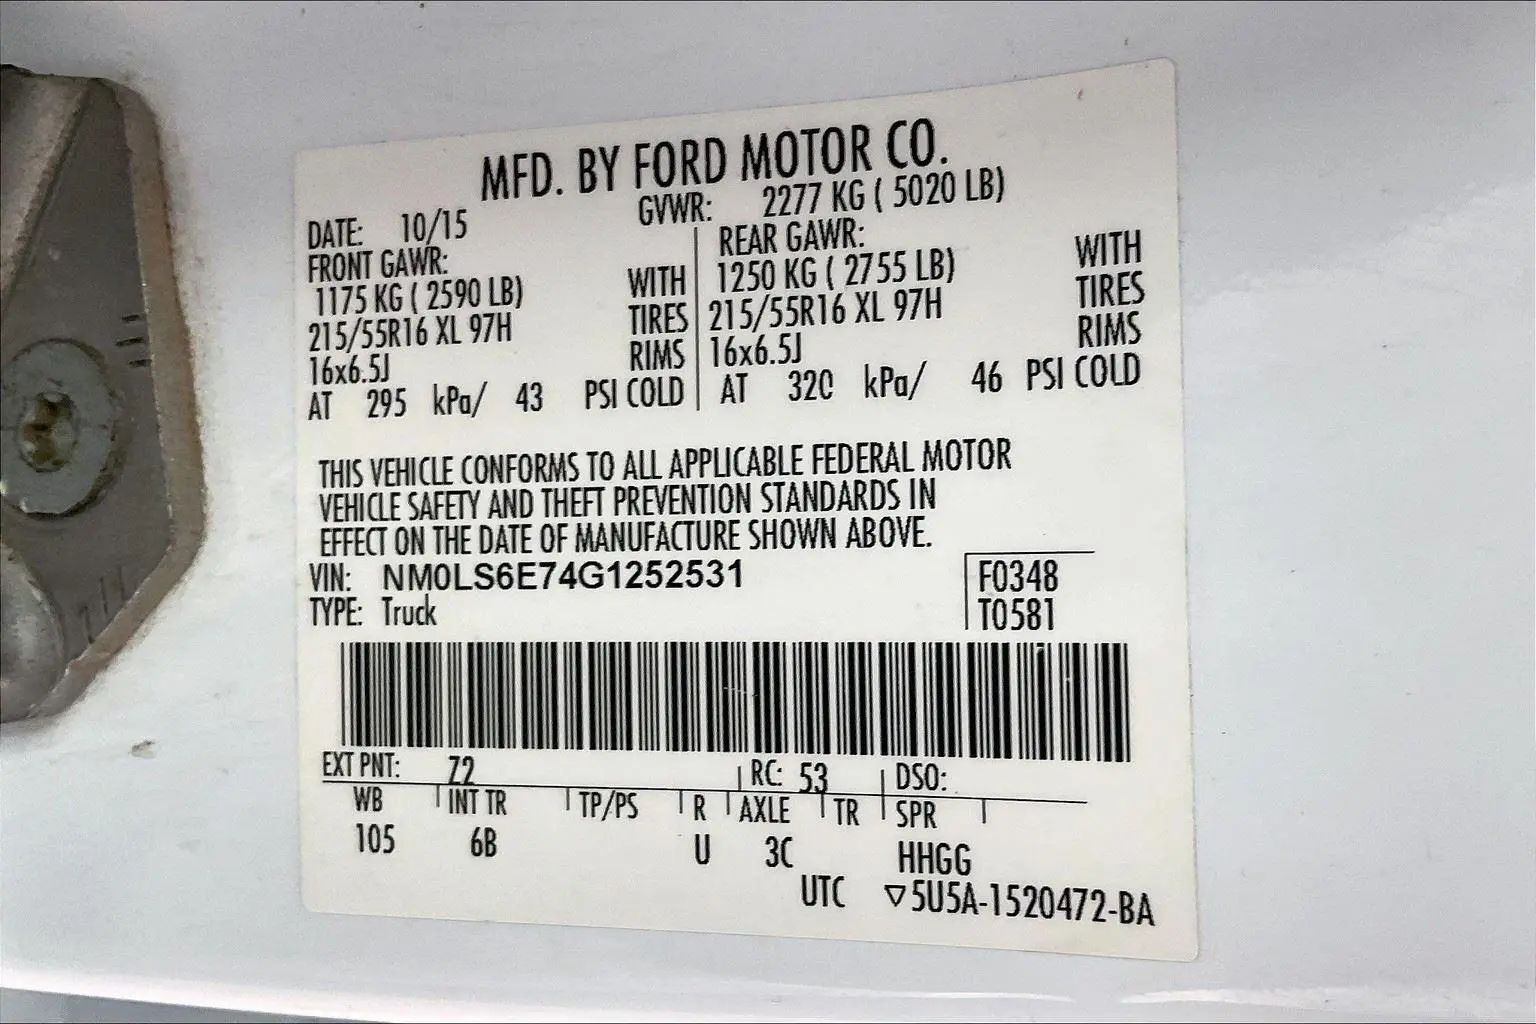 MFD. BY FORD MOTOR CO.
DATE: 10/15 GVWR: 2277 KG ( 5020 LB)
FRONT GAWR: REAR GAWR:
1175 KG ( 2590 LB) WITH 1250 KG ( 2755 LB) WITH
215/55R16 XL 97H TIRES 215/55R16 XL 97H TIRES
16x6.5J RIMS 16x6.5J RIMS
AT 295 kPa/ 43 PSI COLD AT 320 kPa/ 46 PSI COLD
THIS VEHICLE CONFORMS TO ALL APPLICABLE FEDERAL MOTOR
VEHICLE SAFETY AND THEFT PREVENTION STANDARDS IN
EFFECT ON THE DATE OF MANUFACTURE SHOWN ABOVE.
VIN: NM0LS6E74G1252531 F0348
TYPE: Truck T0581
EXT PNT: Z2 RC: 53 DSO:
WB INT TR TP/PS R AXLE TR SPR
105 6B U 3C HHGG
UTC ▽5U5A-1520472-BA